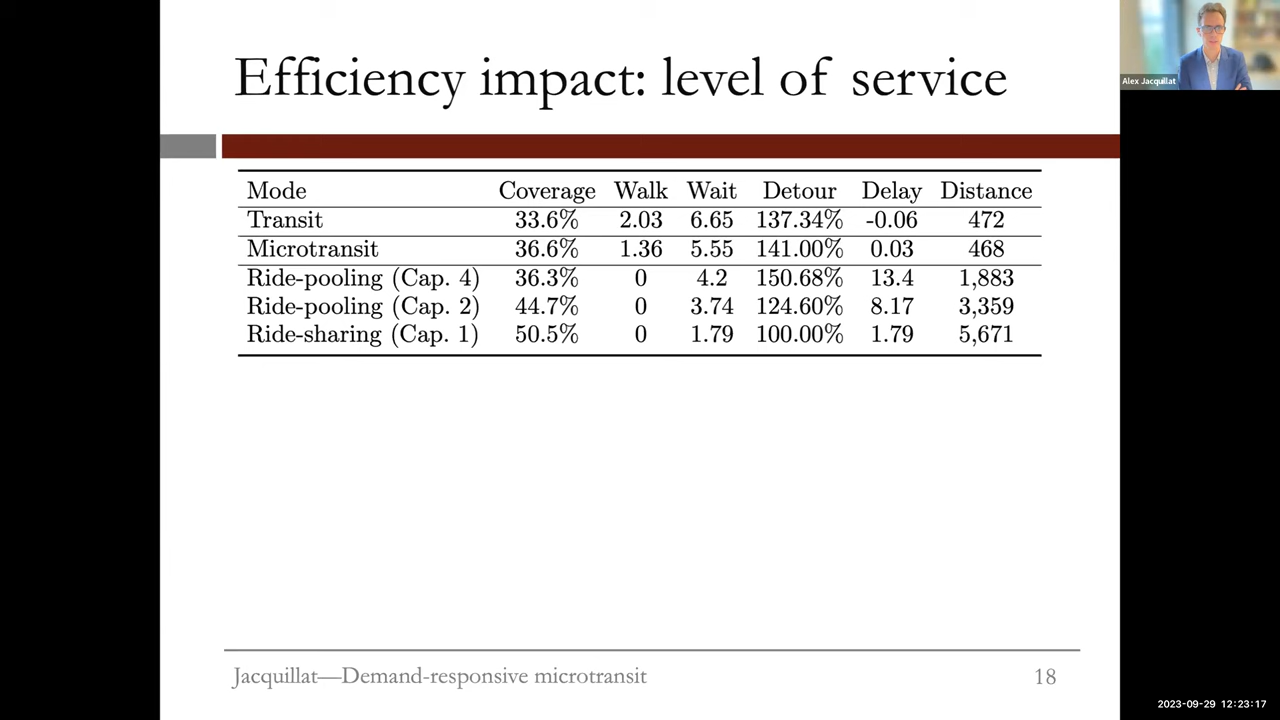 Efficiency impact: level of service
Alex Jacquillat
Mode Coverage Walk Wait Detour Delay Distance
Transit 33.6% 2.03 6.65 137.34% -0.06 472
Microtransit 36.6% 1.36 5.55 141.00% 0.03 468
Ride-pooling (Cap. 4) 36.3% 0 4.2 150.68% 13.4 1,883
Ride-pooling (Cap. 2) 44.7% 0 3.74 124.60% 8.17 3,359
Ride-sharing (Cap. 1) 50.5% 0 1.79 100.00% 1.79 5,671
Jacquillat—Demand-responsive microtransit 18
2023-09-29 12:23:17